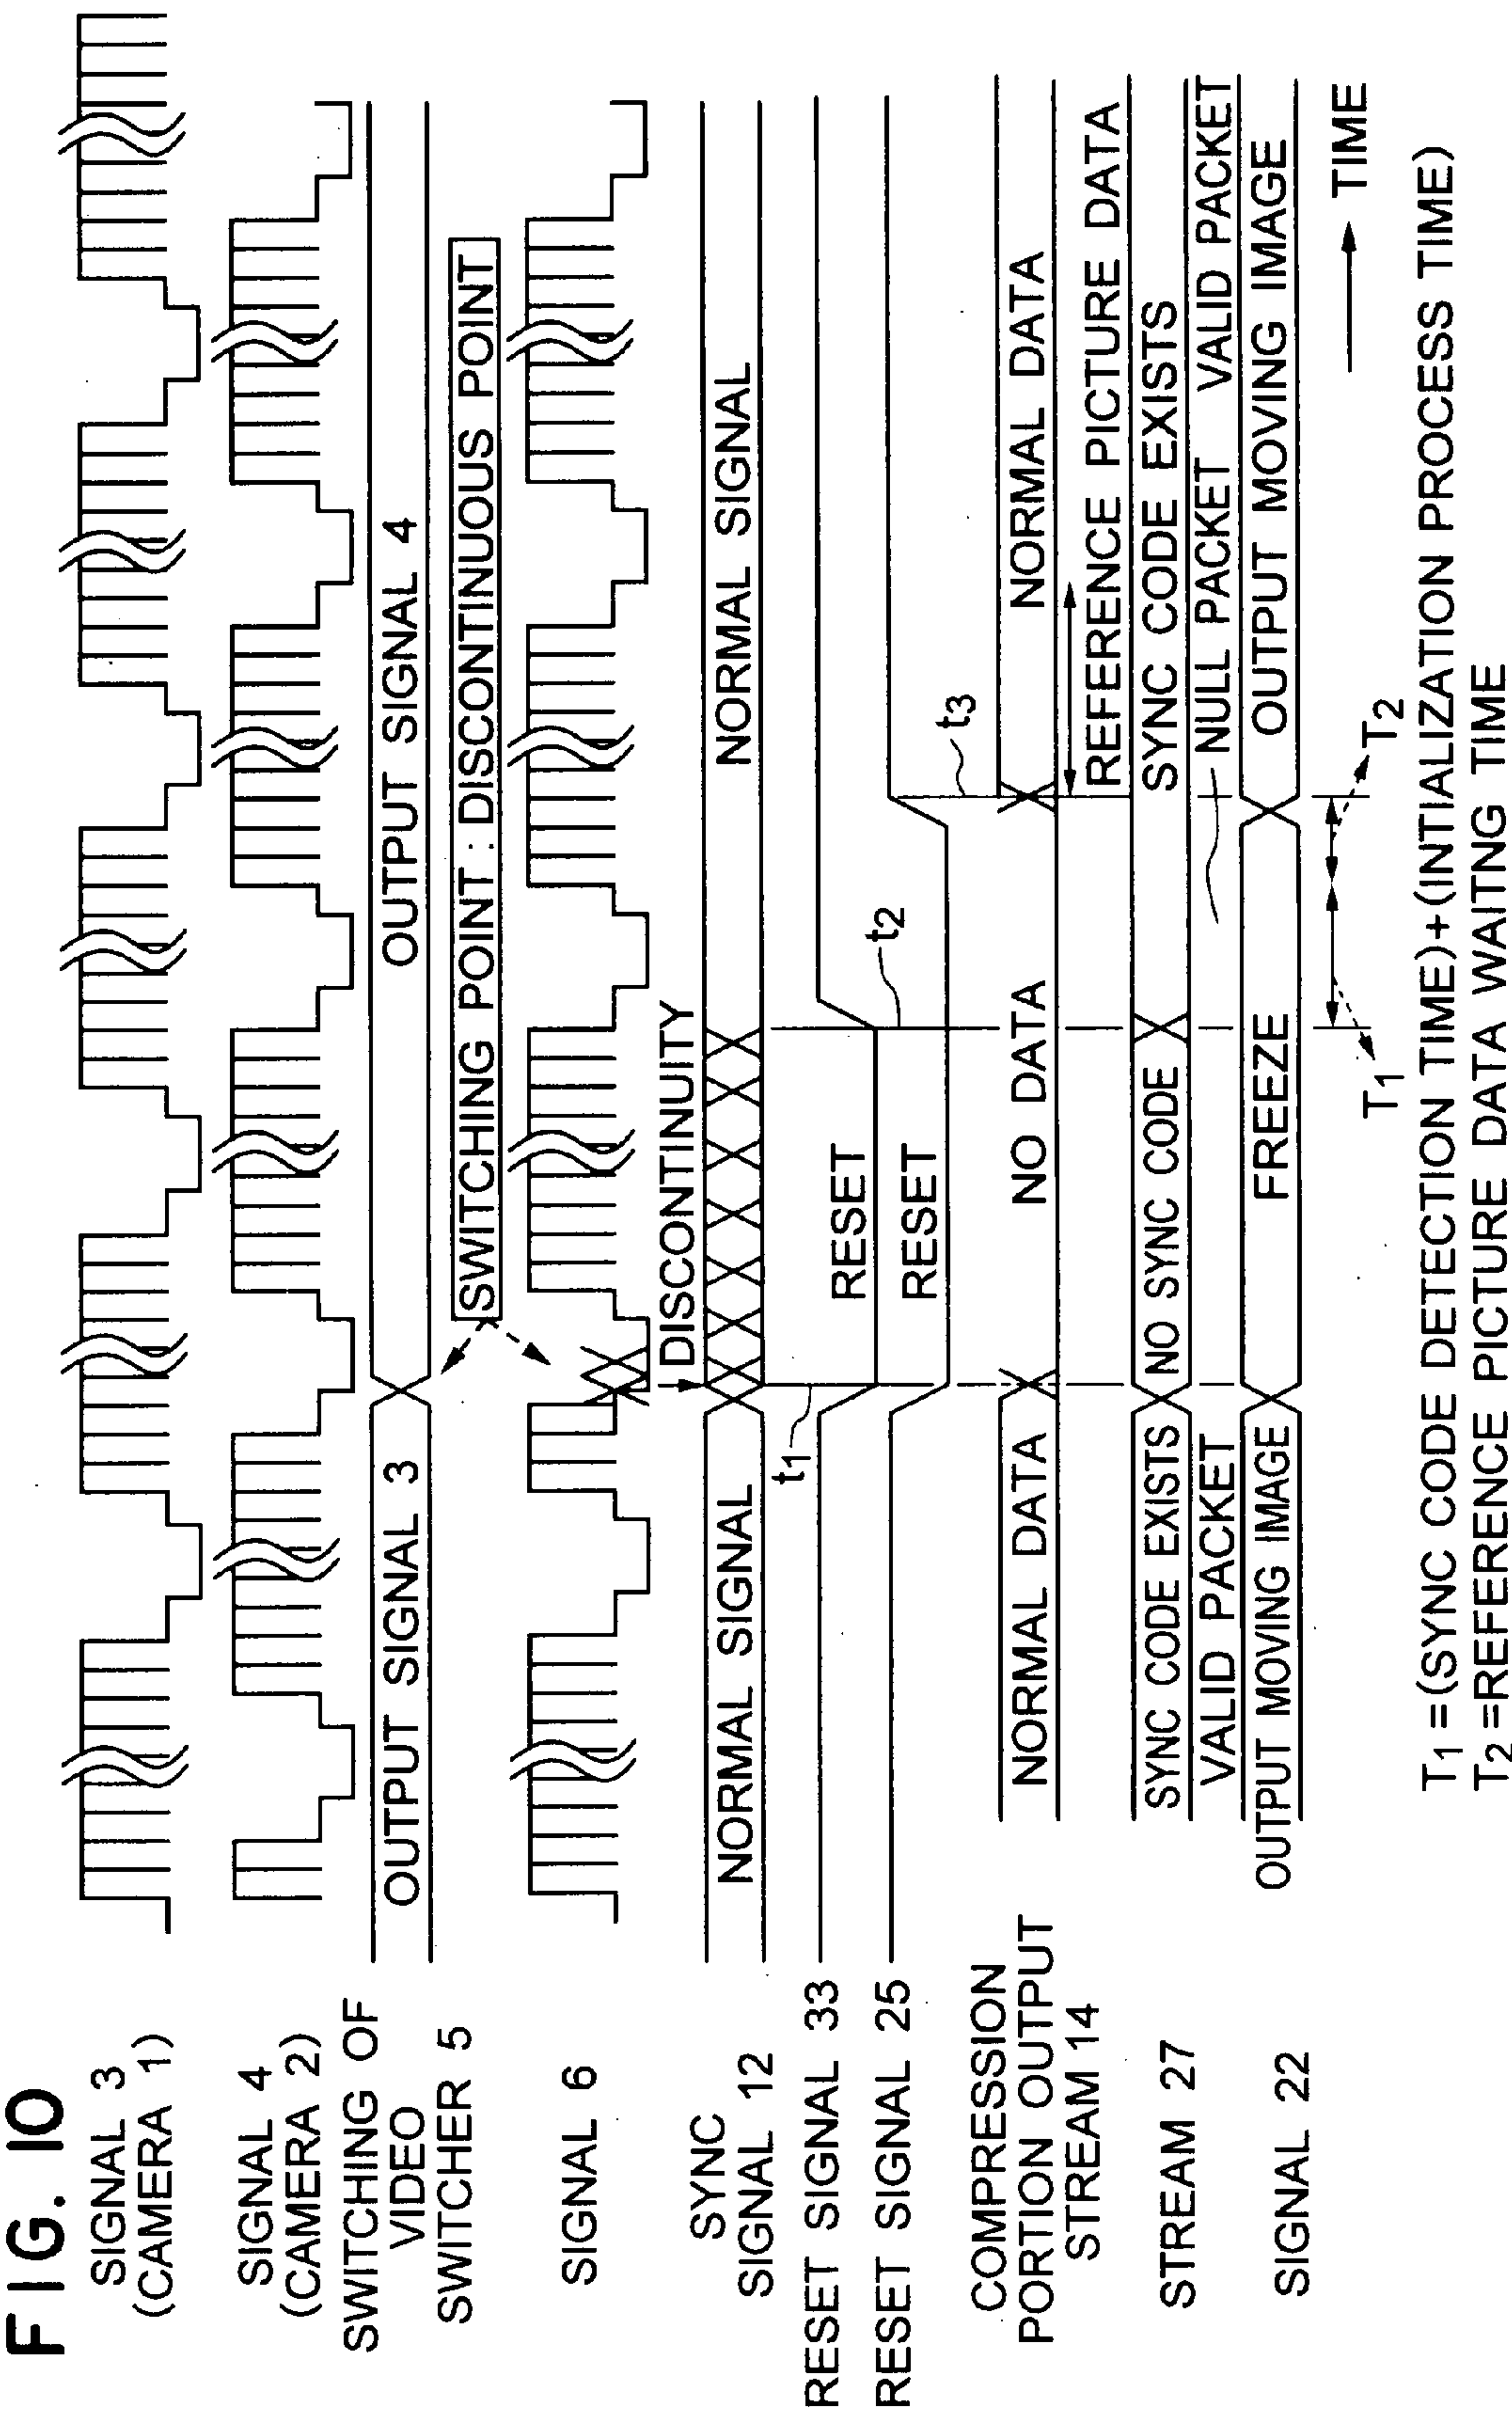 FIG. 10
SIGNAL 3
(CAMERA 1)
SIGNAL 4
(CAMERA 2)
SWITCHING OF
VIDEO
SWITCHER 5
OUTPUT SIGNAL 3
OUTPUT SIGNAL 4
SWITCHING POINT : DISCONTINUOUS POINT
SIGNAL 6
DISCONTINUITY
SYNC
SIGNAL 12
NORMAL SIGNAL
NORMAL SIGNAL
t1
RESET SIGNAL 33
RESET
t2
RESET SIGNAL 25
RESET
t3
COMPRESSION
PORTION OUTPUT
STREAM 14
NORMAL DATA
NO DATA
NORMAL DATA
REFERENCE PICTURE DATA
STREAM 27
SYNC CODE EXISTS
NO SYNC CODE
SYNC CODE EXISTS
VALID PACKET
NULL PACKET
VALID PACKET
SIGNAL 22
OUTPUT MOVING IMAGE
FREEZE
OUTPUT MOVING IMAGE
T1
T2
TIME
T1 =(SYNC CODE DETECTION TIME)+(INTIALIZATION PROCESS TIME)
T2 =REFERENCE PICTURE DATA WAITNG TIME